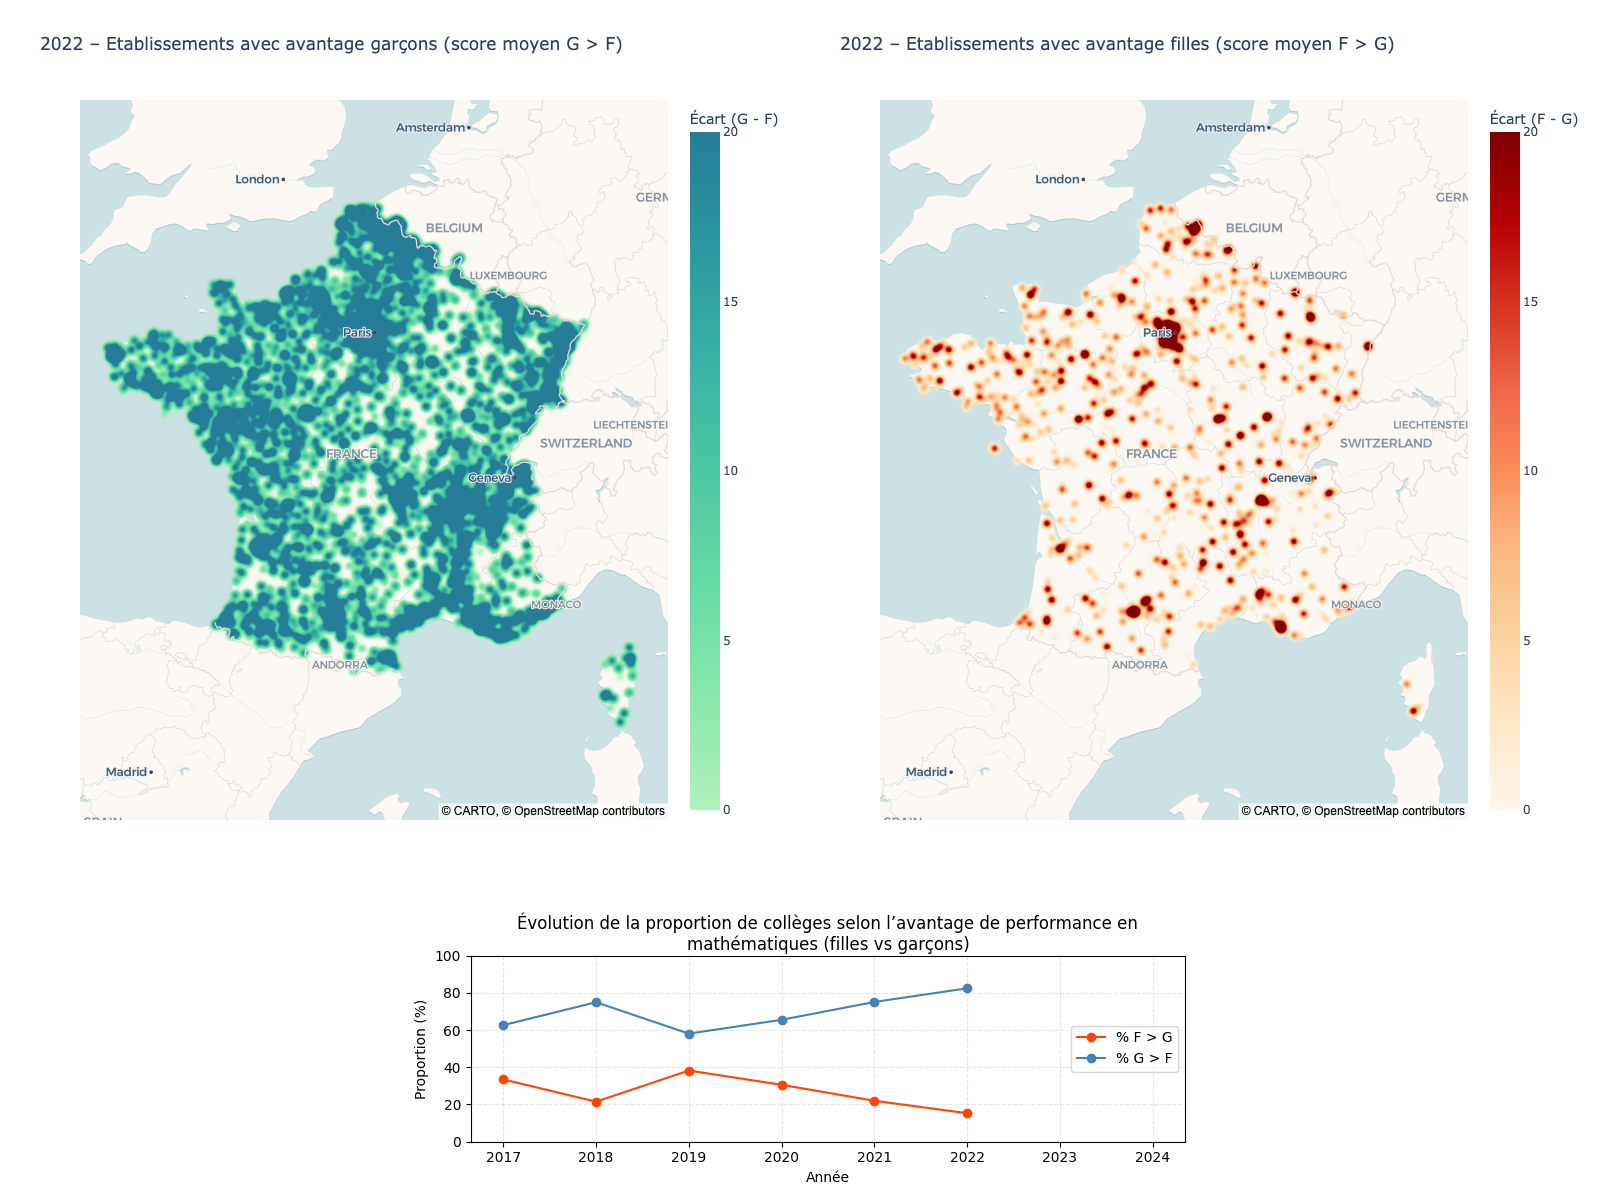 2022 – Etablissements avec avantage garçons (score moyen G > F)
2022 – Etablissements avec avantage filles (score moyen F > G)
Écart (G - F)
20
15
10
5
0
Amsterdam
London
GERM
BELGIUM
LUXEMBOURG
Paris
LIECHTENSTEI
SWITZERLAND
FRANCE
Geneva
MONACO
ANDORRA
Madrid
SPAIN
© CARTO, © OpenStreetMap contributors
Écart (F - G)
20
15
10
5
0
Amsterdam
London
GERM
BELGIUM
LUXEMBOURG
Paris
LIECHTENSTEI
SWITZERLAND
FRANCE
Geneva
MONACO
ANDORRA
Madrid
SPAIN
© CARTO, © OpenStreetMap contributors
Évolution de la proportion de collèges selon l’avantage de performance en
mathématiques (filles vs garçons)
Proportion (%)
100
80
60
40
20
0
% F > G
% G > F
2017 2018 2019 2020 2021 2022 2023 2024
Année